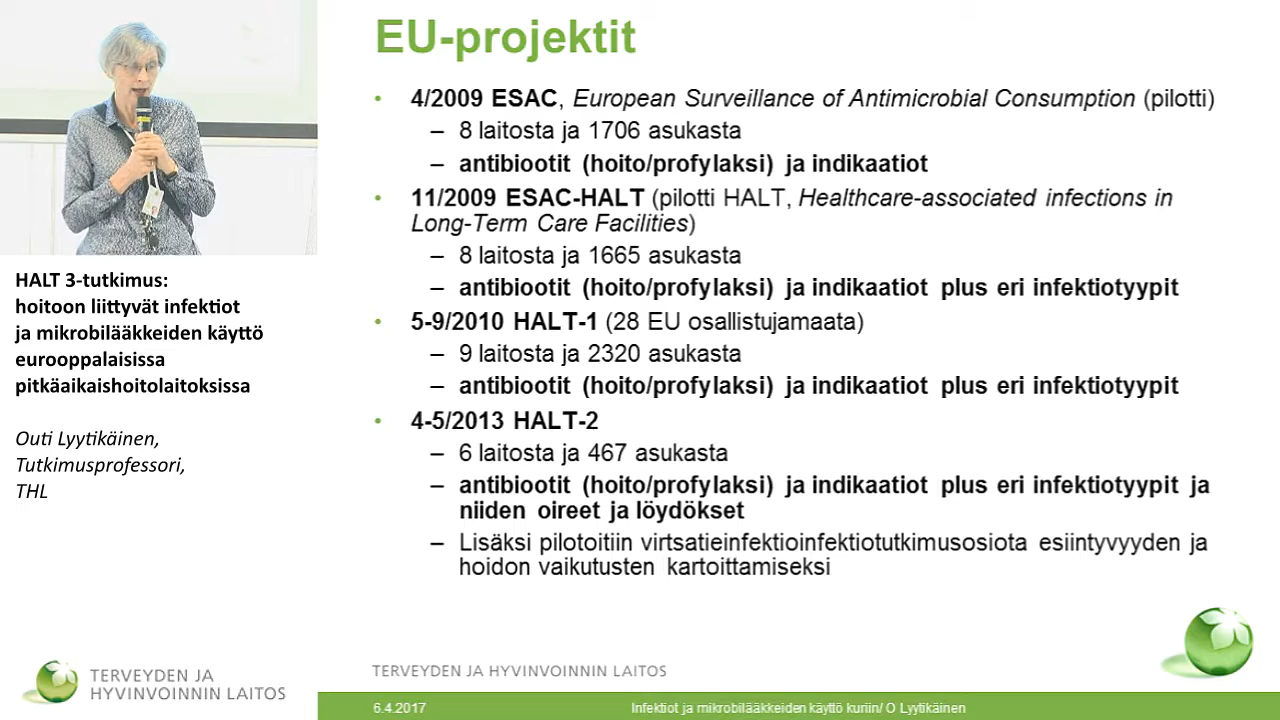 EU-projektit
• 4/2009 ESAC, European Surveillance of Antimicrobial Consumption (pilotti)
– 8 laitosta ja 1706 asukasta
– antibiootit (hoito/profylaksi) ja indikaatiot
• 11/2009 ESAC-HALT (pilotti HALT, Healthcare-associated infections in
Long-Term Care Facilities)
– 8 laitosta ja 1665 asukasta
– antibiootit (hoito/profylaksi) ja indikaatiot plus eri infektiotyypit
• 5-9/2010 HALT-1 (28 EU osallistujamaata)
– 9 laitosta ja 2320 asukasta
– antibiootit (hoito/profylaksi) ja indikaatiot plus eri infektiotyypit
• 4-5/2013 HALT-2
– 6 laitosta ja 467 asukasta
– antibiootit (hoito/profylaksi) ja indikaatiot plus eri infektiotyypit ja
niiden oireet ja löydökset
– Lisäksi pilotoitiin virtsatieinfektioinfektiotutkimusosiota esiintyvyyden ja
hoidon vaikutusten kartoittamiseksi
HALT 3-tutkimus:
hoitoon liittyvät infektiot
ja mikrobilääkkeiden käyttö
eurooppalaisissa
pitkäaikaishoitolaitoksissa
Outi Lyytikäinen,
Tutkimusprofessori,
THL
TERVEYDEN JA
HYVINVOINNIN LAITOS
TERVEYDEN JA HYVINVOINNIN LAITOS
6.4.2017
Infektiot ja mikrobilääkkeiden käyttö kuriin/ O Lyytikäinen